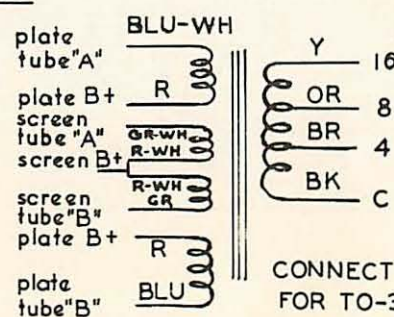 BLU-WH
plate
tube"A"
R
plate B+
screen
tube "A"
GR-WH
R-WH
screen B+
R-WH
GR
screen
tube"B"
plate B+
R
plate
tube"B"
BLU
Y
16
OR
8
BR
4
BK
C
CONNECT
FOR TO-3